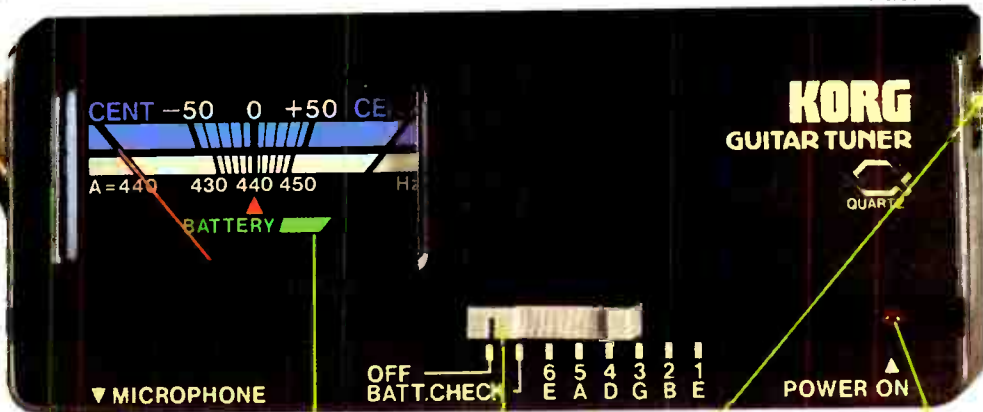 CENT -50 0 +50 CE
A=440 430 440 450 Hz
BATTERY
KORG
GUITAR TUNER
QUARTZ
OFF
BATT.CHECK
6 5 4 3 2 1
E A D G B E
▼ MICROPHONE
▲
POWER ON